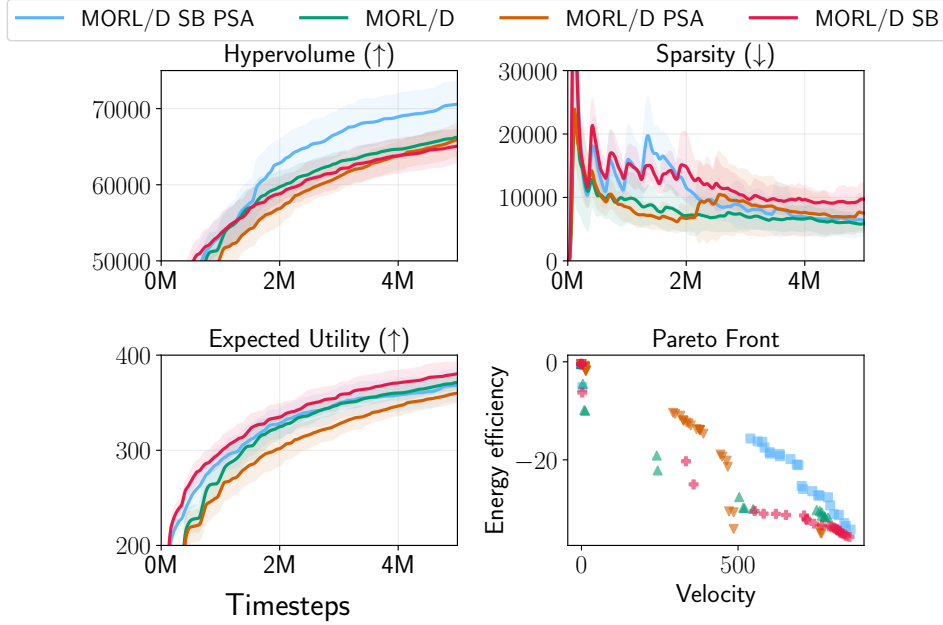 MORL/D SB PSA MORL/D MORL/D PSA MORL/D SB
Hypervolume (↑)
70000
60000
50000
0M 2M 4M
Sparsity (↓)
30000
20000
10000
0
0M 2M 4M
Expected Utility (↑)
400
300
200
0M 2M 4M
Timesteps
Pareto Front
Energy efficiency
0
−20
0 500
Velocity